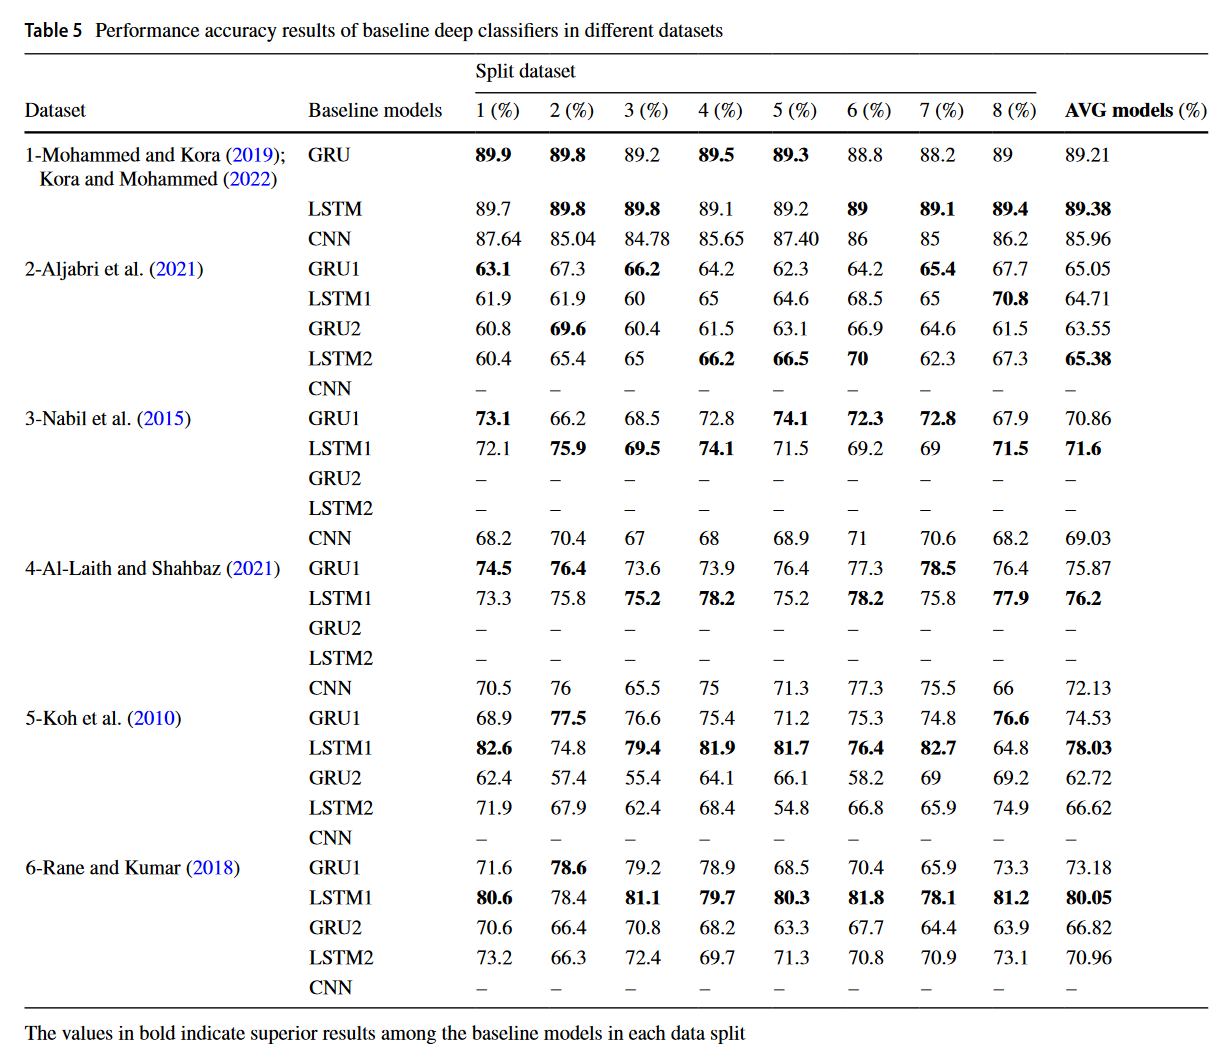 Table 5 Performance accuracy results of baseline deep classifiers in different datasets
Split dataset
Dataset Baseline models 1 (%) 2 (%) 3 (%) 4 (%) 5 (%) 6 (%) 7 (%) 8 (%) AVG models (%)
1-Mohammed and Kora (2019); GRU 89.9 89.8 89.2 89.5 89.3 88.8 88.2 89 89.21
Kora and Mohammed (2022)
LSTM 89.7 89.8 89.8 89.1 89.2 89 89.1 89.4 89.38
CNN 87.64 85.04 84.78 85.65 87.40 86 85 86.2 85.96
2-Aljabri et al. (2021) GRU1 63.1 67.3 66.2 64.2 62.3 64.2 65.4 67.7 65.05
LSTM1 61.9 61.9 60 65 64.6 68.5 65 70.8 64.71
GRU2 60.8 69.6 60.4 61.5 63.1 66.9 64.6 61.5 63.55
LSTM2 60.4 65.4 65 66.2 66.5 70 62.3 67.3 65.38
CNN – – – – – – – – –
3-Nabil et al. (2015) GRU1 73.1 66.2 68.5 72.8 74.1 72.3 72.8 67.9 70.86
LSTM1 72.1 75.9 69.5 74.1 71.5 69.2 69 71.5 71.6
GRU2 – – – – – – – – –
LSTM2 – – – – – – – – –
CNN 68.2 70.4 67 68 68.9 71 70.6 68.2 69.03
4-Al-Laith and Shahbaz (2021) GRU1 74.5 76.4 73.6 73.9 76.4 77.3 78.5 76.4 75.87
LSTM1 73.3 75.8 75.2 78.2 75.2 78.2 75.8 77.9 76.2
GRU2 – – – – – – – – –
LSTM2 – – – – – – – – –
CNN 70.5 76 65.5 75 71.3 77.3 75.5 66 72.13
5-Koh et al. (2010) GRU1 68.9 77.5 76.6 75.4 71.2 75.3 74.8 76.6 74.53
LSTM1 82.6 74.8 79.4 81.9 81.7 76.4 82.7 64.8 78.03
GRU2 62.4 57.4 55.4 64.1 66.1 58.2 69 69.2 62.72
LSTM2 71.9 67.9 62.4 68.4 54.8 66.8 65.9 74.9 66.62
CNN – – – – – – – – –
6-Rane and Kumar (2018) GRU1 71.6 78.6 79.2 78.9 68.5 70.4 65.9 73.3 73.18
LSTM1 80.6 78.4 81.1 79.7 80.3 81.8 78.1 81.2 80.05
GRU2 70.6 66.4 70.8 68.2 63.3 67.7 64.4 63.9 66.82
LSTM2 73.2 66.3 72.4 69.7 71.3 70.8 70.9 73.1 70.96
CNN – – – – – – – – –
The values in bold indicate superior results among the baseline models in each data split